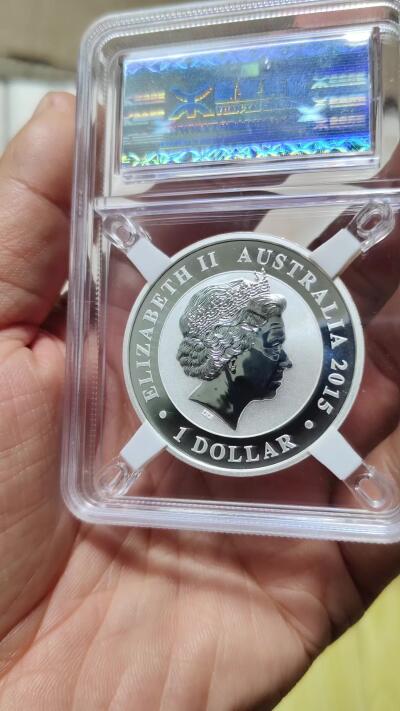 ELIZABETH II AUSTRALIA 2015
1 DOLLAR